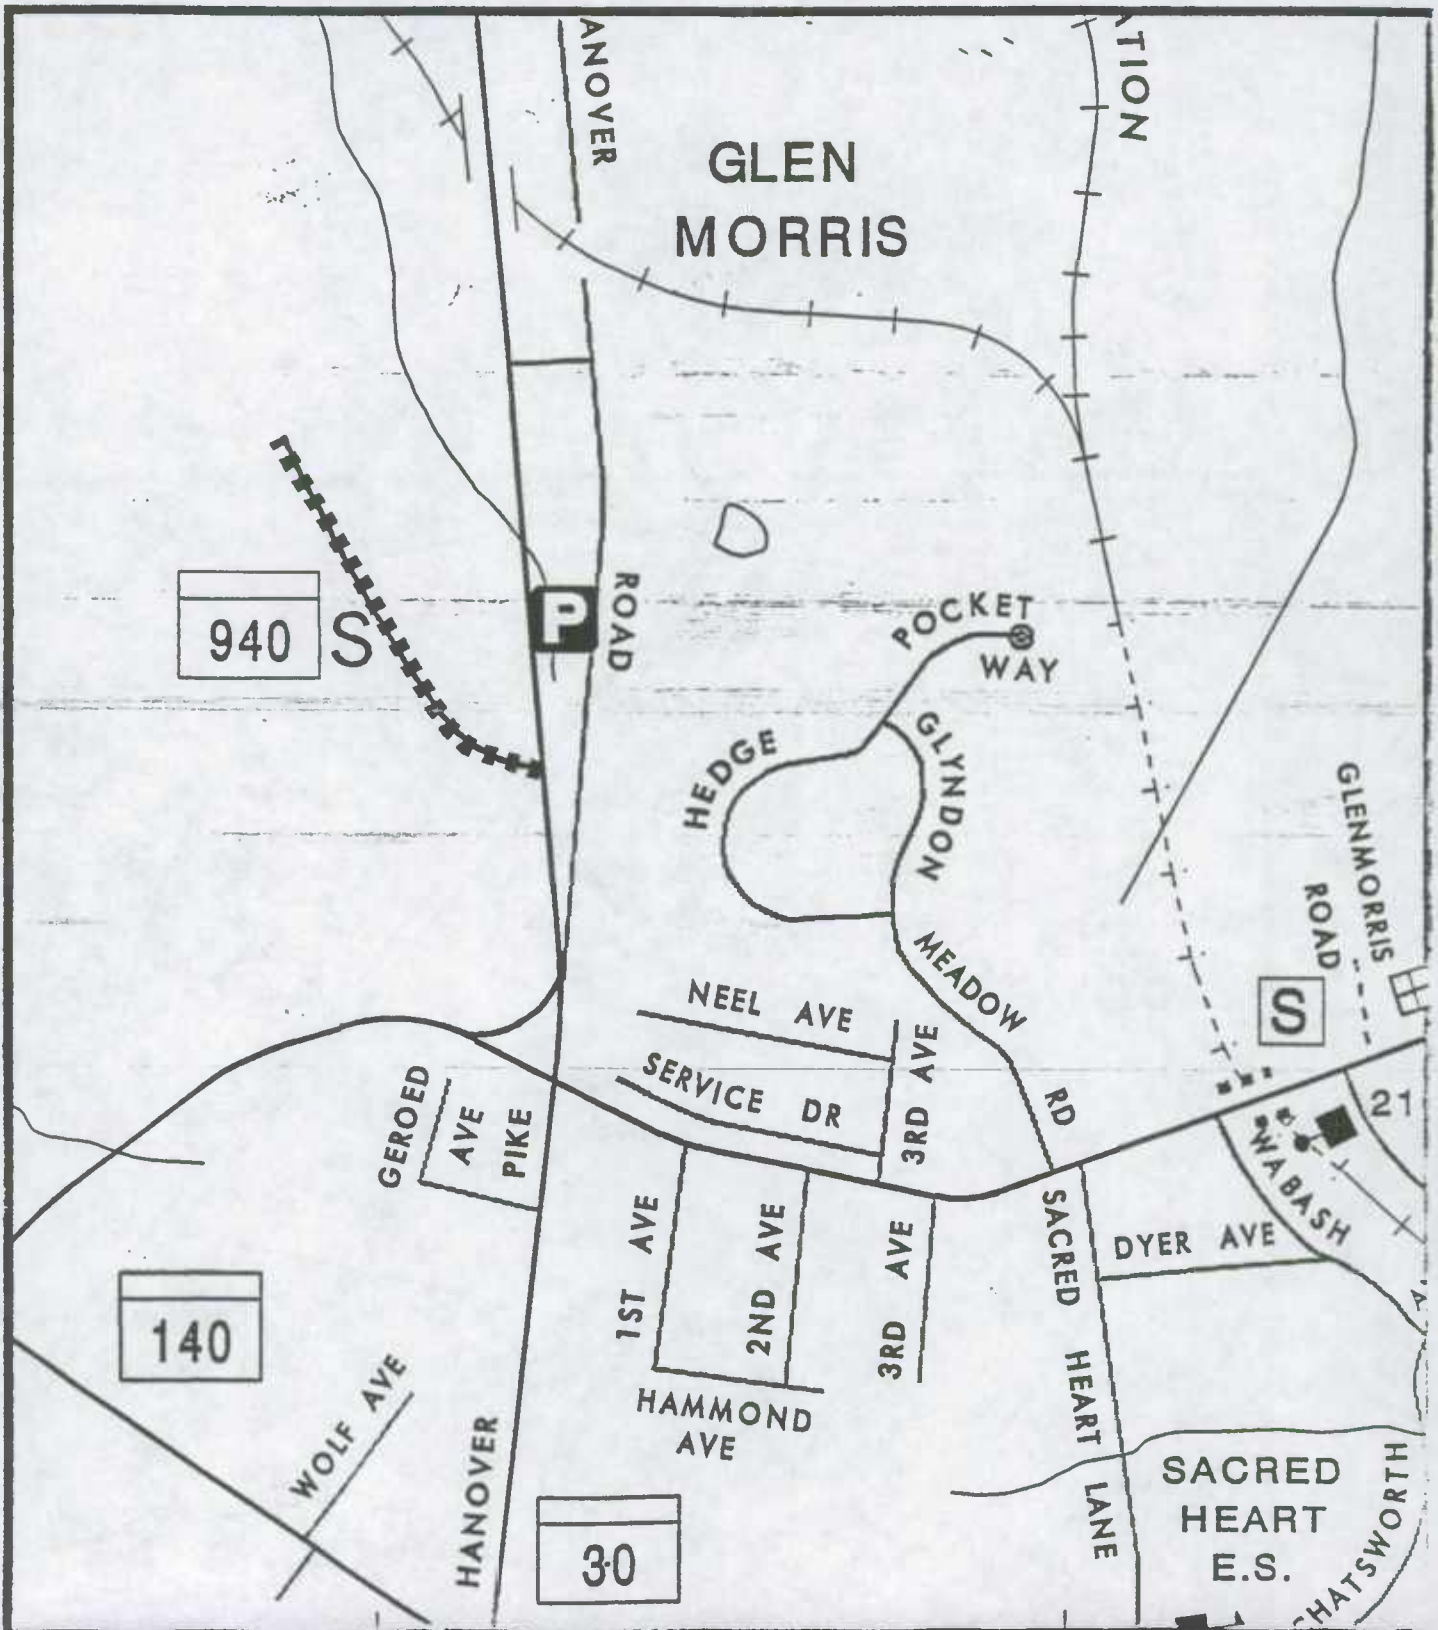 ANOVER
ATION
GLEN
MORRIS
940 S
P
ROAD
POCKET
WAY
HEDGE
GLYNDON
GLENMORRIS
ROAD
MEADOW
RD
NEEL AVE
S
SERVICE DR
3RD AVE
GEROED
AVE
PIKE
21
WABASH
1ST AVE
2ND AVE
3RD AVE
SACRED HEART LANE
DYER AVE
140
WOLF AVE
HAMMOND
AVE
HANOVER
30
SACRED
HEART
E.S.
CHATSWORTH